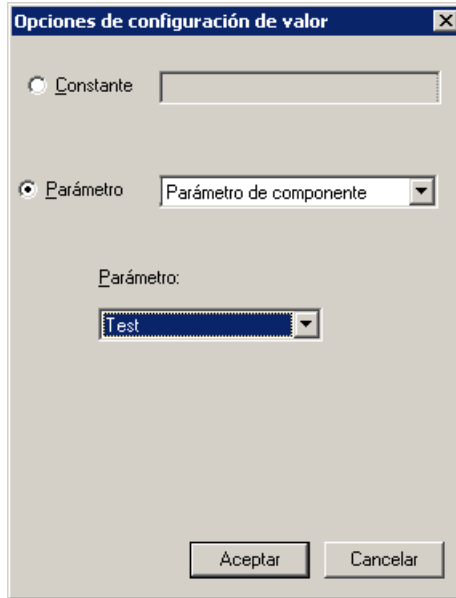 Opciones de configuración de valor
Constante
Parámetro Parámetro de componente
Parámetro:
Test
Aceptar Cancelar